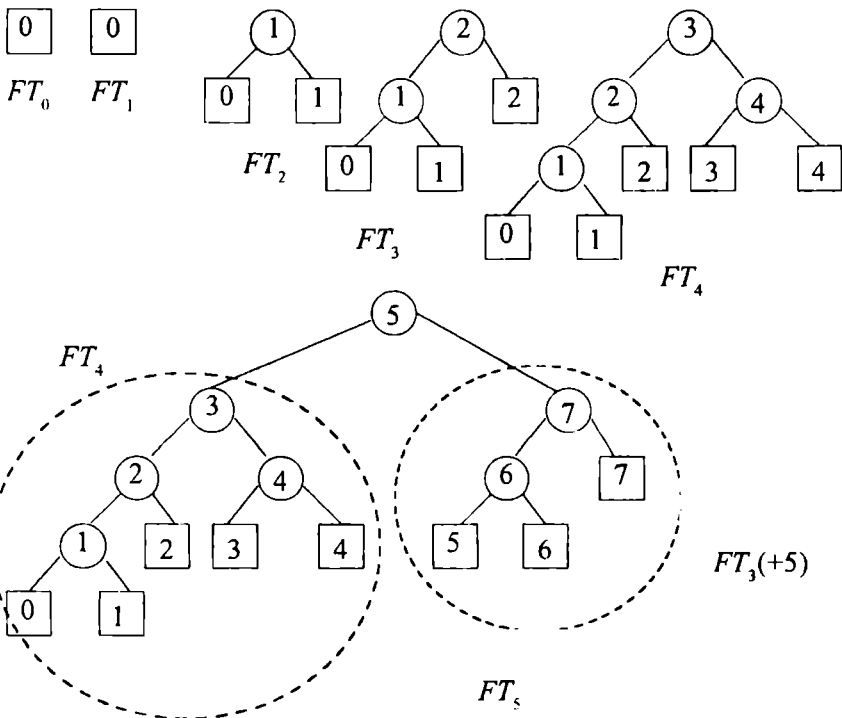 0 0 1 2 3
FT₀ FT₁ 0 1 1 2 2 4
FT₂ 0 1 1 2 3 4
FT₃ 0 1
FT₄
5
FT₄
3 7
2 4 6 7
1 2 3 4 5 6
FT₃(+5)
0 1
FT₅